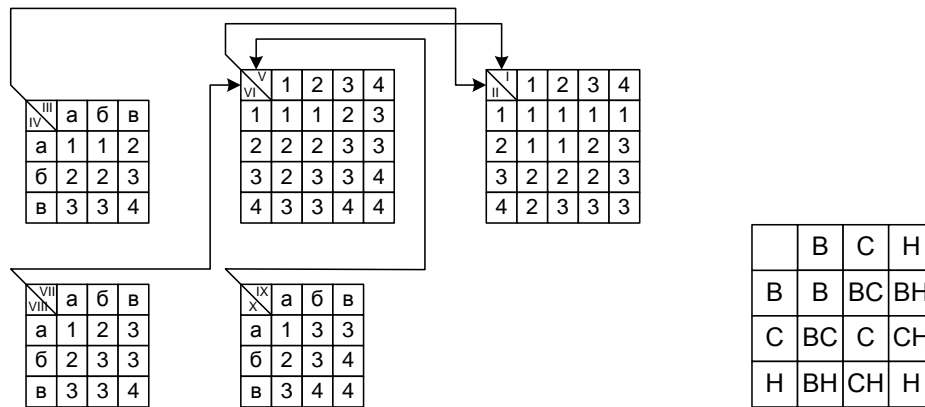 III IV а б в
а 1 1 2
б 2 2 3
в 3 3 4
V VI 1 2 3 4
1 1 1 2 3
2 2 2 3 3
3 2 3 3 4
4 3 3 4 4
I II 1 2 3 4
1 1 1 1 1
2 1 1 2 3
3 2 2 2 3
4 2 3 3 3
VII VIII а б в
а 1 2 3
б 2 3 3
в 3 3 4
IX X а б в
а 1 3 3
б 2 3 4
в 3 4 4
В С Н
В В ВС ВН
С ВС С СН
Н ВН СН Н